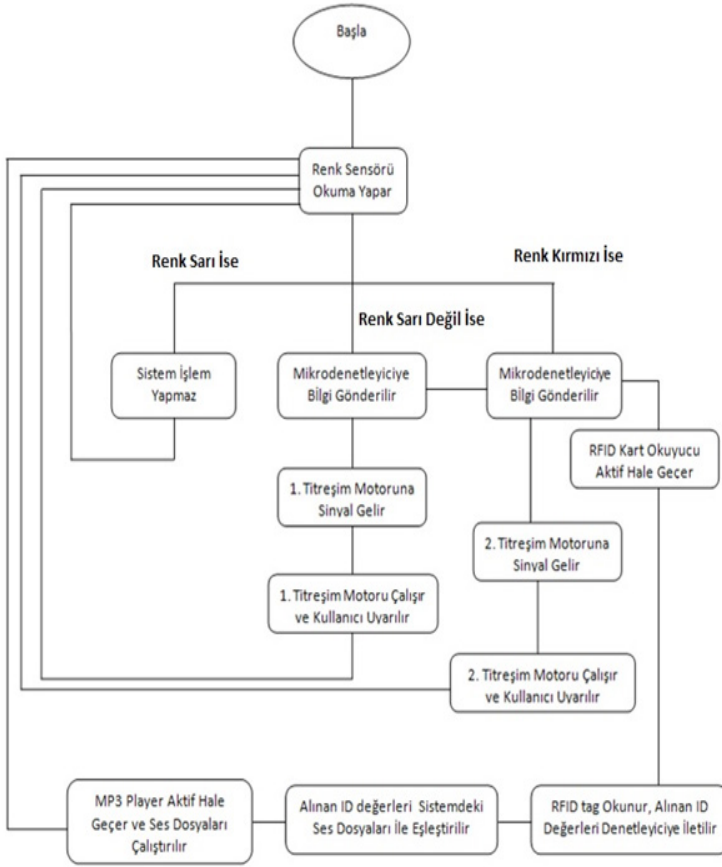 Başla
Renk Sensörü
Okuma Yapar
Renk Sarı İse
Renk Kırmızı İse
Renk Sarı Değil İse
Sistem İşlem
Yapmaz
Mikrodenetleyiciye
Bilgi Gönderilir
Mikrodenetleyiciye
Bilgi Gönderilir
RFID Kart Okuyucu
Aktif Hale Geçer
1. Titreşim Motoruna
Sinyal Gelir
2. Titreşim Motoruna
Sinyal Gelir
1. Titreşim Motoru Çalışır
ve Kullanıcı Uyarılır
2. Titreşim Motoru Çalışır
ve Kullanıcı Uyarılır
MP3 Player Aktif Hale
Geçer ve Ses Dosyaları
Çalıştırılır
Alınan ID değerleri Sistemdeki
Ses Dosyaları İle Eşleştirilir
RFID tag Okunur, Alınan ID
Değerleri Denetleyiciye İletilir